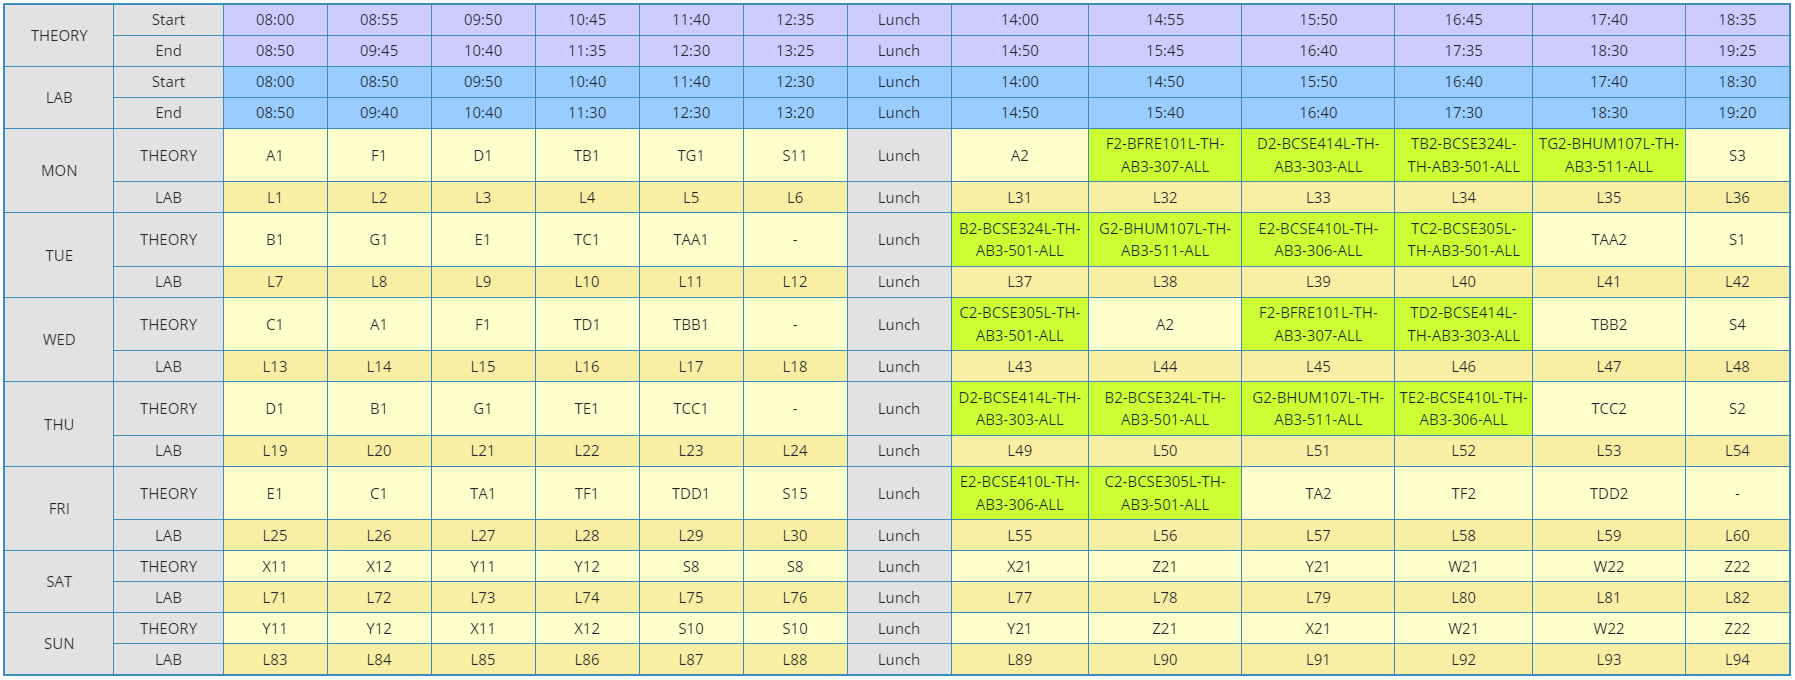 THEORY Start 08:00 08:55 09:50 10:45 11:40 12:35 Lunch 14:00 14:55 15:50 16:45 17:40 18:35
End 08:50 09:45 10:40 11:35 12:30 13:25 Lunch 14:50 15:45 16:40 17:35 18:30 19:25
LAB Start 08:00 08:50 09:50 10:40 11:40 12:30 Lunch 14:00 14:50 15:50 16:40 17:40 18:30
End 08:50 09:40 10:40 11:30 12:30 13:20 Lunch 14:50 15:40 16:40 17:30 18:30 19:20
MON THEORY A1 F1 D1 TB1 TG1 S11 Lunch A2 F2-BFRE101L-TH- D2-BCSE414L-TH- TB2-BCSE324L- TG2-BHUM107L-TH- S3
AB3-307-ALL AB3-303-ALL TH-AB3-501-ALL AB3-511-ALL
LAB L1 L2 L3 L4 L5 L6 Lunch L31 L32 L33 L34 L35 L36
TUE THEORY B1 G1 E1 TC1 TAA1 - Lunch B2-BCSE324L-TH- G2-BHUM107L-TH- E2-BCSE410L-TH- TC2-BCSE305L- TAA2 S1
AB3-501-ALL AB3-511-ALL AB3-306-ALL TH-AB3-501-ALL
LAB L7 L8 L9 L10 L11 L12 Lunch L37 L38 L39 L40 L41 L42
WED THEORY C1 A1 F1 TD1 TBB1 - Lunch C2-BCSE305L-TH- A2 F2-BFRE101L-TH- TD2-BCSE414L- TBB2 S4
AB3-501-ALL AB3-307-ALL TH-AB3-303-ALL
LAB L13 L14 L15 L16 L17 L18 Lunch L43 L44 L45 L46 L47 L48
THU THEORY D1 B1 G1 TE1 TCC1 - Lunch D2-BCSE414L-TH- B2-BCSE324L-TH- G2-BHUM107L-TH- TE2-BCSE410L-TH- TCC2 S2
AB3-303-ALL AB3-501-ALL AB3-511-ALL AB3-306-ALL
LAB L19 L20 L21 L22 L23 L24 Lunch L49 L50 L51 L52 L53 L54
FRI THEORY E1 C1 TA1 TF1 TDD1 S15 Lunch E2-BCSE410L-TH- C2-BCSE305L-TH- TA2 TF2 TDD2 -
AB3-306-ALL AB3-501-ALL
LAB L25 L26 L27 L28 L29 L30 Lunch L55 L56 L57 L58 L59 L60
SAT THEORY X11 X12 Y11 Y12 S8 S8 Lunch X21 Z21 Y21 W21 W22 Z22
LAB L71 L72 L73 L74 L75 L76 Lunch L77 L78 L79 L80 L81 L82
SUN THEORY Y11 Y12 X11 X12 S10 S10 Lunch Y21 Z21 X21 W21 W22 Z22
LAB L83 L84 L85 L86 L87 L88 Lunch L89 L90 L91 L92 L93 L94